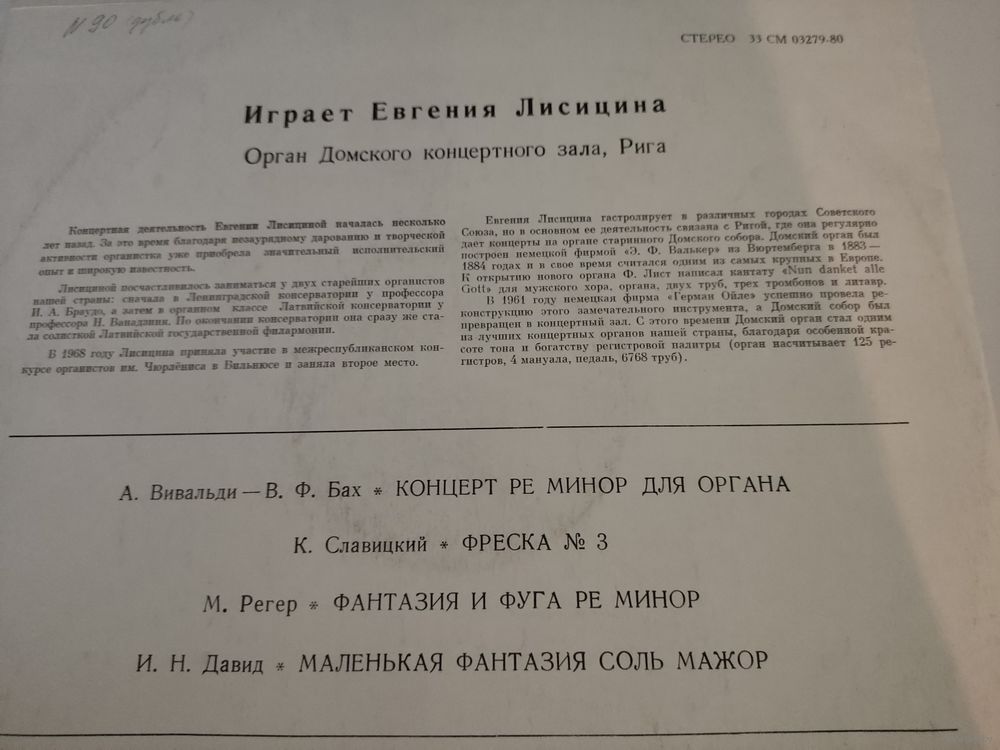 № 90 (дубль)
СТЕРЕО 33 СМ 03279-80
Играет Евгения Лисицина
Орган Домского концертного зала, Рига
Концертная деятельность Евгении Лисициной началась несколько
лет назад. За это время благодаря незаурядному дарованию и творческой
активности органистка уже приобрела значительный исполнительский
опыт и широкую известность.
Лисициной посчастливилось заниматься у двух старейших органистов
нашей страны: сначала в Ленинградской консерватории у профессора
И. А. Браудо, а затем в органном классе Латвийской консерватории у
профессора Н. Ванадзиня. По окончании консерватории она сразу же ста-
ла солисткой Латвийской государственной филармонии.
В 1968 году Лисицина приняла участие в межреспубликанском кон-
курсе органистов им. Чюрлёниса в Вильнюсе и заняла второе место.
Евгения Лисицина гастролирует в различных городах Советского
Союза, но в основном ее деятельность связана с Ригой, где она регулярно
дает концерты на органе старинного Домского собора. Домский орган был
построен немецкой фирмой «Э. Ф. Валькер» из Вюртемберга в 1883—
1884 годах и в свое время считался одним из самых крупных в Европе.
К открытию нового органа Ф. Лист написал кантату «Nun danket alle
Gott» для мужского хора, органа, двух труб, трех тромбонов и литавр.
В 1961 году немецкая фирма «Герман Ойле» успешно провела ре-
конструкцию этого замечательного инструмента, а Домский собор был
превращен в концертный зал. С этого времени Домский орган стал одним
из лучших концертных органов нашей страны, благодаря особенной кра-
соте тона и богатству регистровой палитры (орган насчитывает 125 ре-
гистров, 4 мануала, педаль, 6768 труб).
А. Вивальди — В. Ф. Бах * КОНЦЕРТ РЕ МИНОР ДЛЯ ОРГАНА
К. Славицкий * ФРЕСКА № 3
М. Регер * ФАНТАЗИЯ И ФУГА РЕ МИНОР
И. Н. Давид * МАЛЕНЬКАЯ ФАНТАЗИЯ СОЛЬ МАЖОР